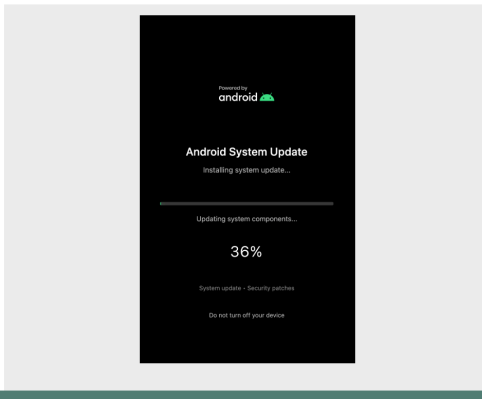 Powered by
android
Android System Update
Installing system update...
Updating system components...
36%
System update • Security patches
Do not turn off your device